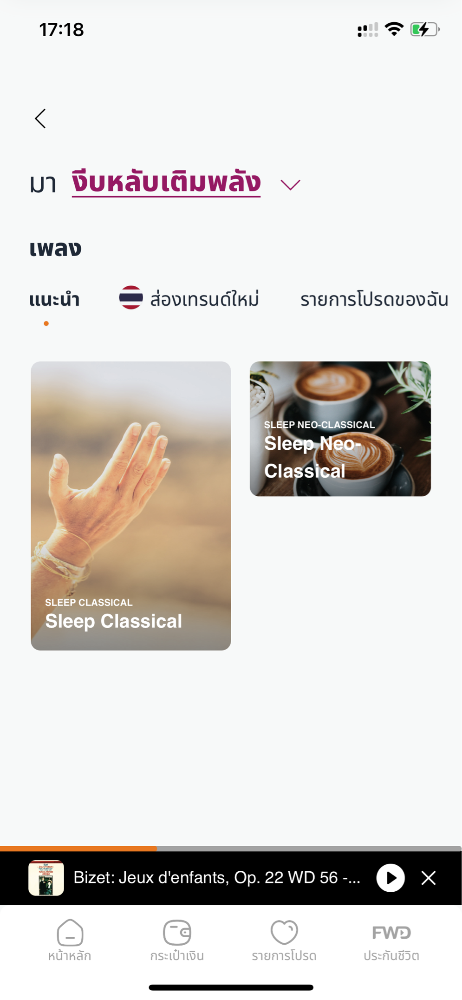 17:18
มา งีบหลับเติมพลัง
เพลง
แนะนำ ส่องเทรนด์ใหม่ รายการโปรดของฉัน
SLEEP NEO-CLASSICAL
Sleep Neo-
Classical
SLEEP CLASSICAL
Sleep Classical
Bizet: Jeux d'enfants, Op. 22 WD 56 -...
หน้าหลัก กระเป๋าเงิน รายการโปรด FWD ประกันชีวิต